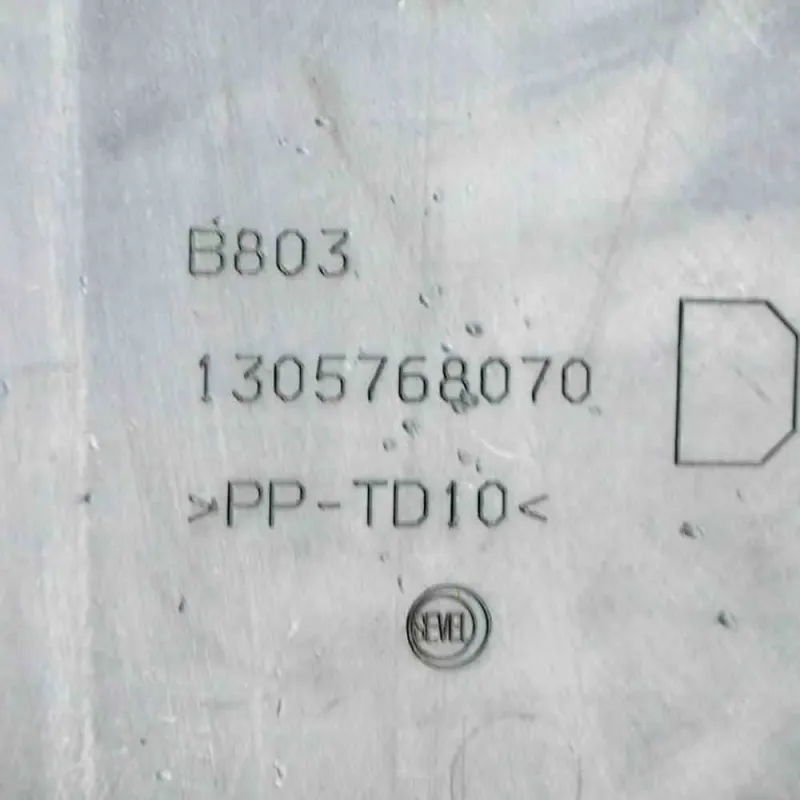 B803
1305768070
>PP-TD10<
SEVEL